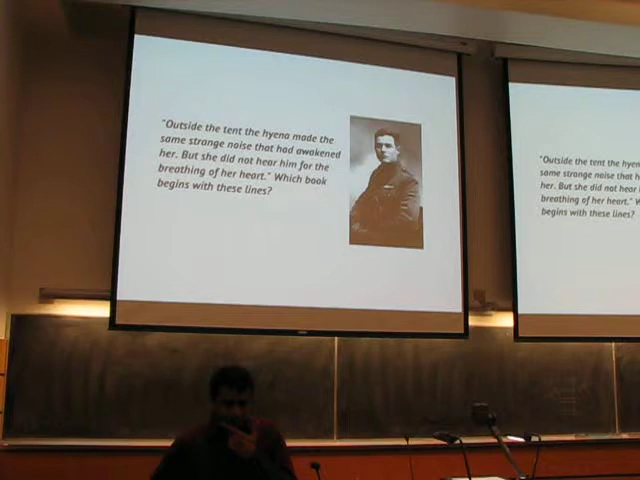 "Outside the tent the hyena made the
same strange noise that had awakened
her. But she did not hear him for the
breathing of her heart." Which book
begins with these lines?
"Outside the tent the hyen
same strange noise that h
her. But she did not hear
breathing of her heart." W
begins with these lines?